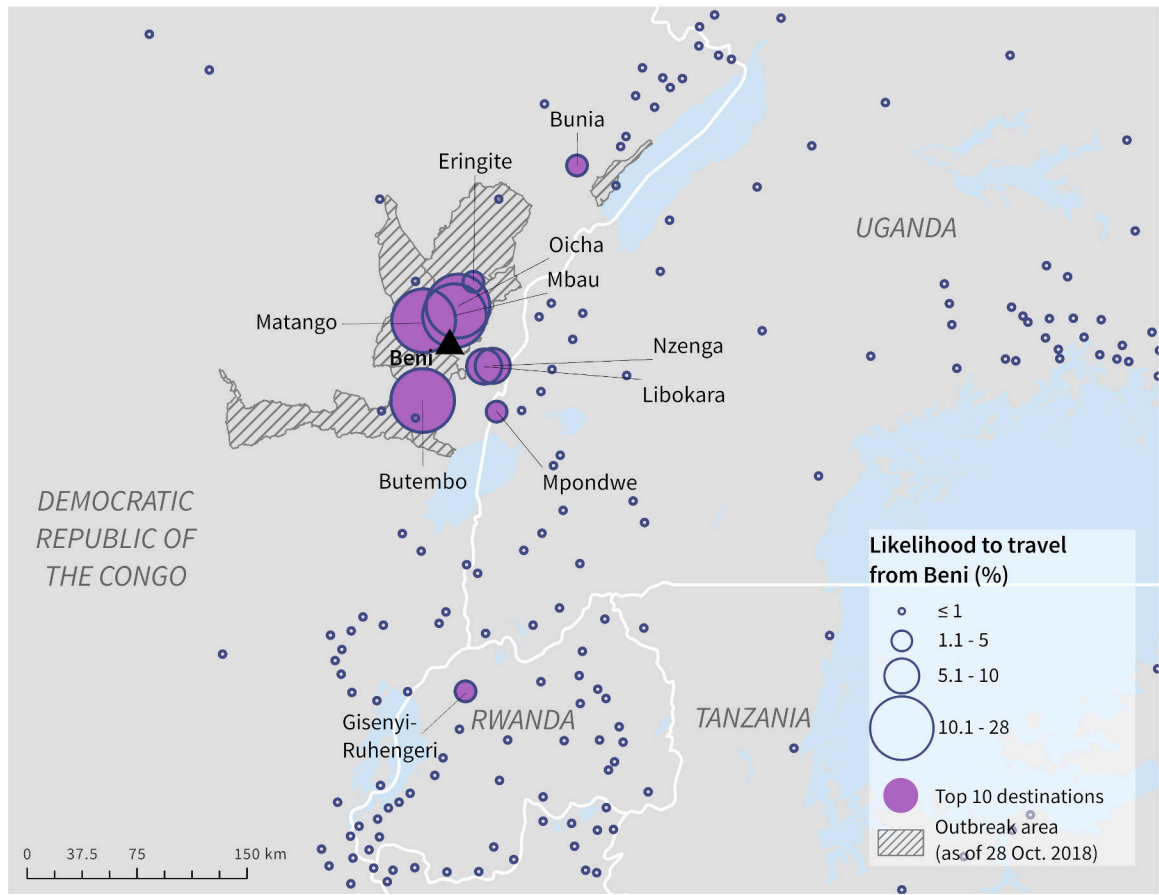 Bunia
Eringite
Oicha
UGANDA
Mbau
Matango
Nzenga
Beni
Libokara
Butembo
Mpondwe
DEMOCRATIC
REPUBLIC OF
THE CONGO
Gisenyi-
Ruhengeri
RWANDA
TANZANIA
Likelihood to travel
from Beni (%)
≤ 1
1.1 - 5
5.1 - 10
10.1 - 28
Top 10 destinations
Outbreak area
(as of 28 Oct. 2018)
0 37.5 75 150 km